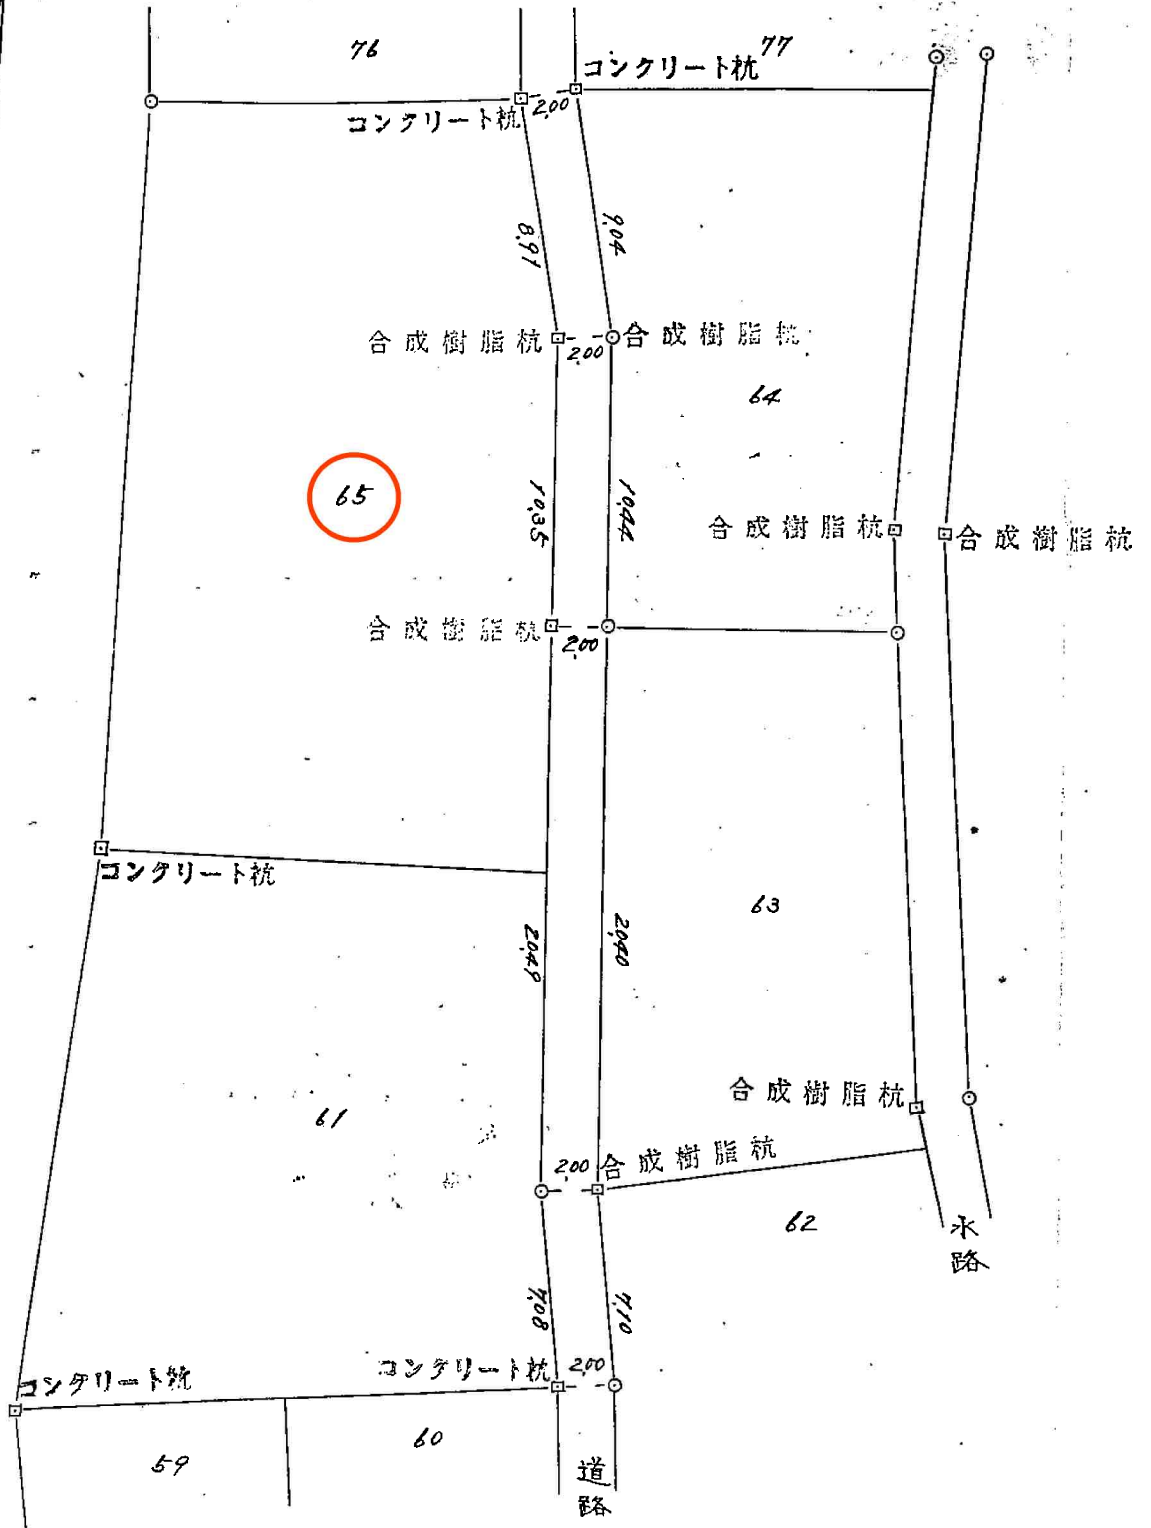 76
77
コンクリート杭
コンクリート杭
2.00
8.91
9.04
合成樹脂杭
2.00
合成樹脂杭
64
65
10.35
10.44
合成樹脂杭
合成樹脂杭
合成樹脂杭
2.00
コンクリート杭
63
20.49
20.40
合成樹脂杭
61
2.00
合成樹脂杭
62
水路
7.08
7.10
コンクリート杭
2.00
コンクリート杭
60
59
道路